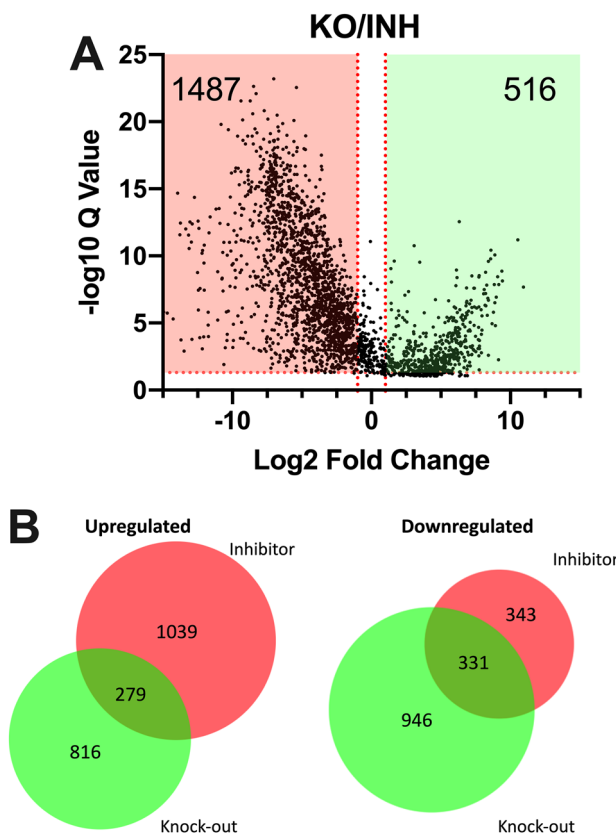 KO/INH
A
1487
516
25
20
15
10
5
0
-log10 Q Value
-10
0
10
Log2 Fold Change
B
Upregulated
Downregulated
Inhibitor
Inhibitor
1039
343
279
331
816
946
Knock-out
Knock-out